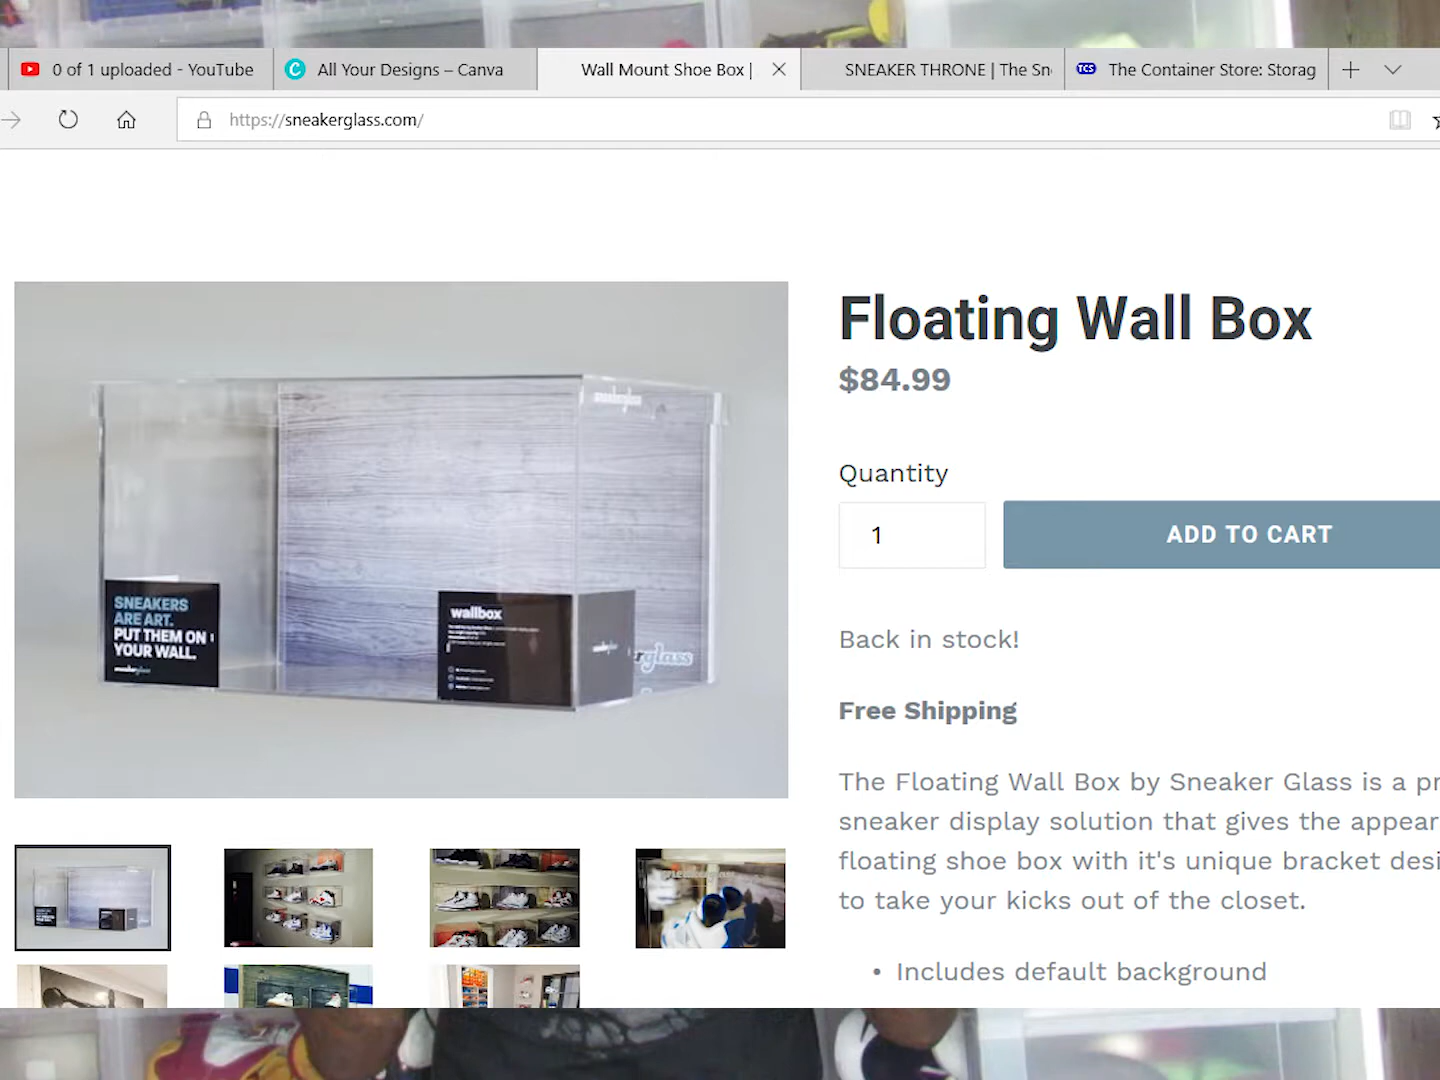 0 of 1 uploaded - YouTube
All Your Designs – Canva
Wall Mount Shoe Box |
SNEAKER THRONE | The Sn
TCS
The Container Store: Storag
https://sneakerglass.com/
Floating Wall Box
$84.99
Quantity
1
ADD TO CART
Back in stock!
Free Shipping
The Floating Wall Box by Sneaker Glass is a pr
sneaker display solution that gives the appear
floating shoe box with it's unique bracket desi
to take your kicks out of the closet.
• Includes default background
sneakerglass
SNEAKERS
ARE ART.
PUT THEM ON
YOUR WALL.
sneakerglass
wallbox
rglass